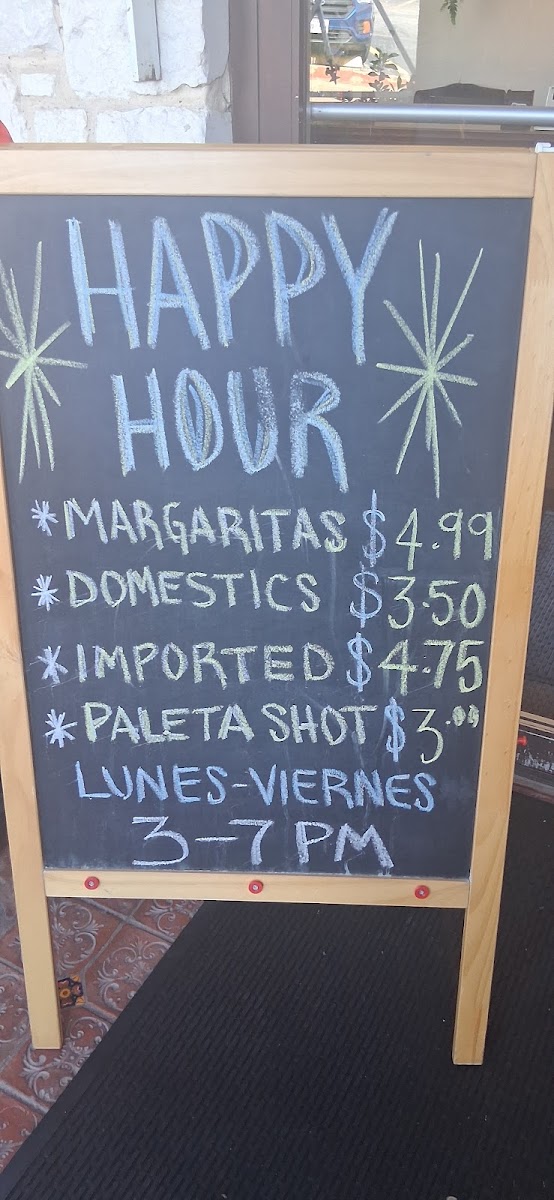 HAPPY
HOUR
* MARGARITAS $4.99
* DOMESTICS $3.50
* IMPORTED $4.75
* PALETA SHOT $3.00
LUNES-VIERNES
3-7 PM